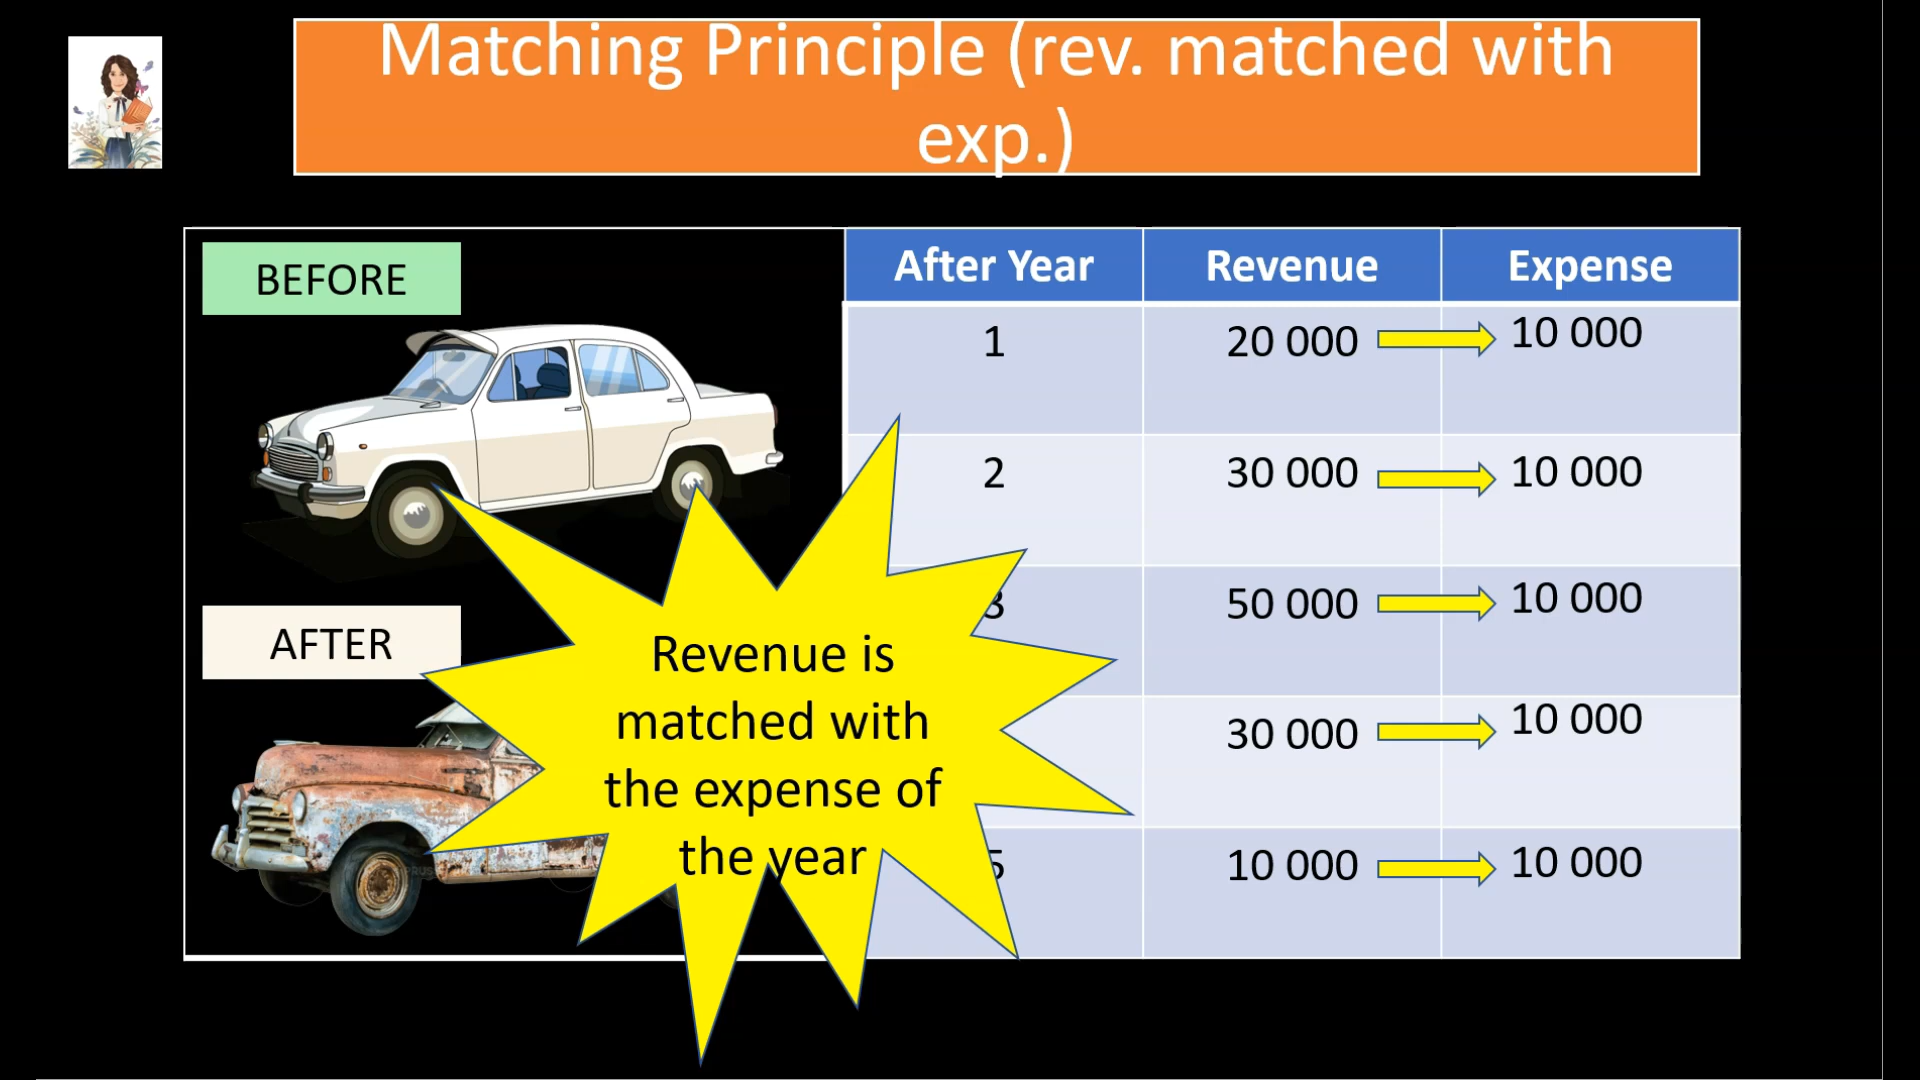 Matching Principle (rev. matched with
exp.)
BEFORE
AFTER
After Year Revenue Expense
1 20 000 10 000
2 30 000 10 000
3 50 000 10 000
30 000 10 000
5 10 000 10 000
Revenue is
matched with
the expense of
the year